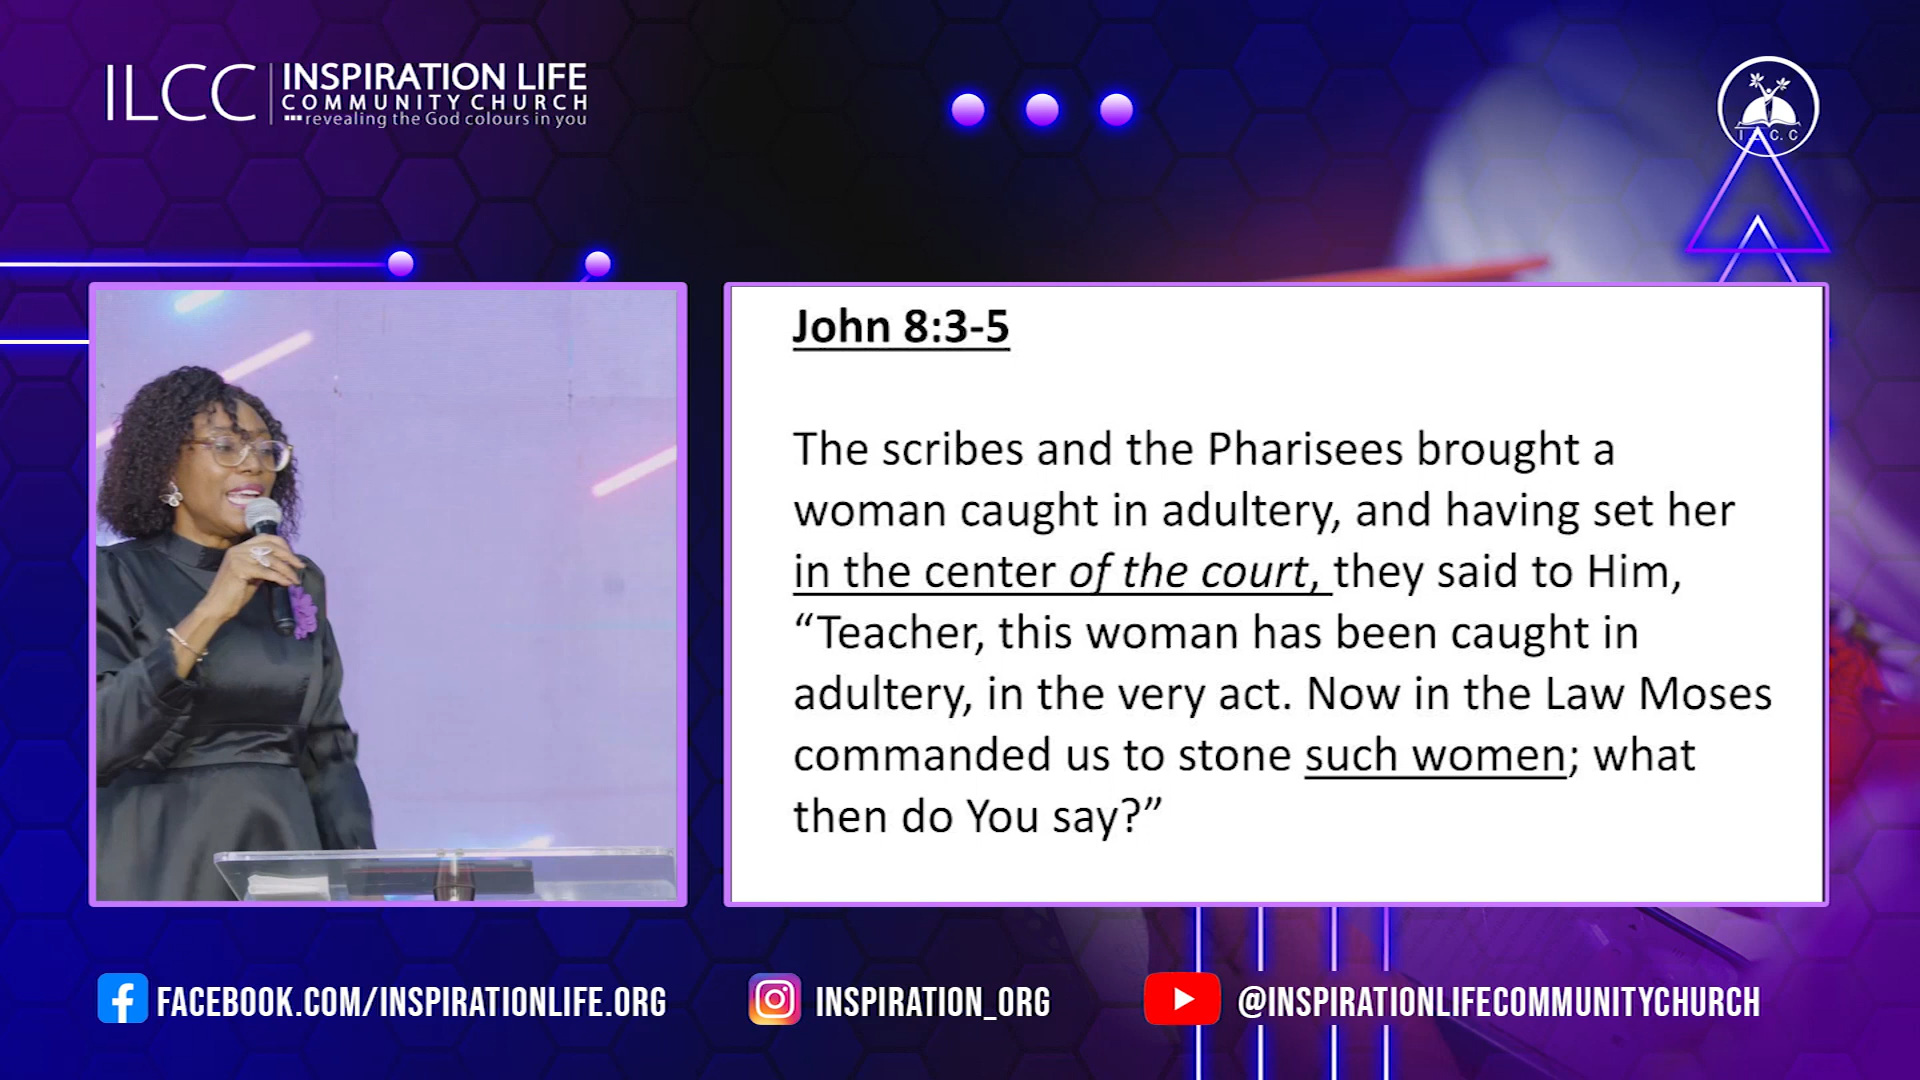 ILCC INSPIRATION LIFE
COMMUNITY CHURCH
...revealing the God colours in you
I.L.C.C
John 8:3-5
The scribes and the Pharisees brought a
woman caught in adultery, and having set her
in the center of the court, they said to Him,
“Teacher, this woman has been caught in
adultery, in the very act. Now in the Law Moses
commanded us to stone such women; what
then do You say?”
FACEBOOK.COM/INSPIRATIONLIFE.ORG
INSPIRATION_ORG
@INSPIRATIONLIFECOMMUNITYCHURCH